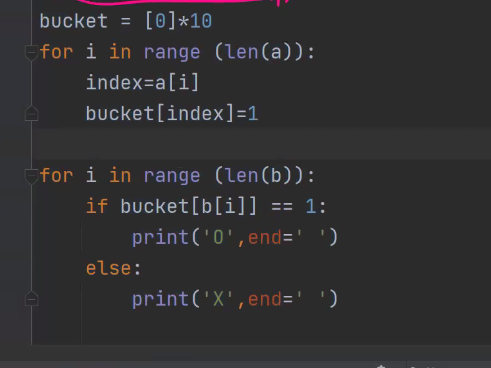 bucket = [0]*10
for i in range (len(a)):
    index=a[i]
    bucket[index]=1

for i in range (len(b)):
    if bucket[b[i]] == 1:
        print('O',end=' ')
    else:
        print('X',end=' ')